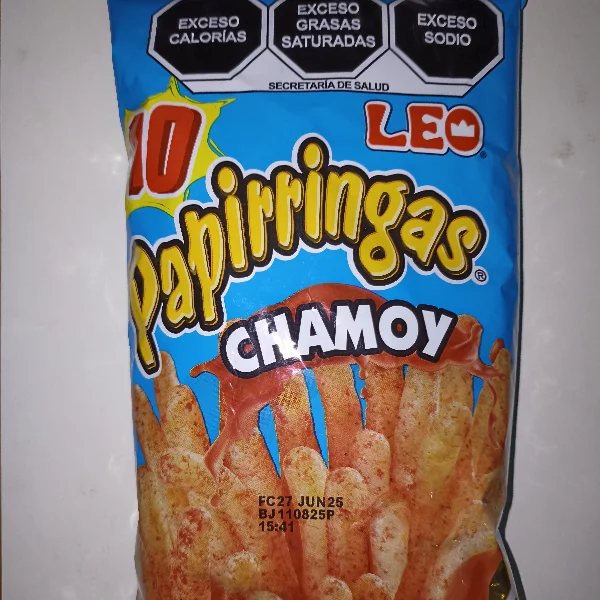 EXCESO
CALORÍAS
EXCESO
GRASAS
SATURADAS
EXCESO
SODIO
SECRETARÍA DE SALUD
10
LEO
Papirringas®
CHAMOY
FC27 JUN25
BJ110825P
15:41